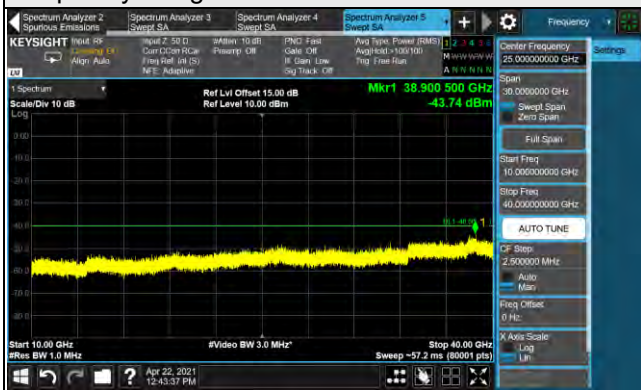 Spectrum Analyzer 2
Spurious Emissions
Spectrum Analyzer 3
Swept SA
Spectrum Analyzer 4
Swept SA
Spectrum Analyzer 5
Swept SA
Frequency
KEYSIGHT
Input: RF
Align: Auto
Input Z: 50 Ω
Corr CCorr RCal
Freq Ref: Int (S)
NFE: Adaptive
#Atten: 10 dB
Preamp: Off
PNO: Fast
Gate: Off
IF Gain: Low
Sig Track: Off
Avg Type: Power (RMS)
Avg|Hold:>100/100
Trig: Free Run
1 2 3 4 5 6
M W W W W W
A N N N N N
Center Frequency
25.000000000 GHz
Settings
Span
30.0000000 GHz
Swept Span
Zero Span
Full Span
Start Freq
10.000000000 GHz
Stop Freq
40.000000000 GHz
AUTO TUNE
CF Step
2.500000 MHz
Auto
Man
Freq Offset
0 Hz
X Axis Scale
Log
Lin
LXI
1 Spectrum
Scale/Div 10 dB
Log
Ref Lvl Offset 15.00 dB
Ref Level 10.00 dBm
Mkr1 38.900 500 GHz
-43.74 dBm
Start 10.00 GHz
#Res BW 1.0 MHz
#Video BW 3.0 MHz*
Stop 40.00 GHz
Sweep ~57.2 ms (80001 pts)
?
Apr 22, 2021
12:43:37 PM